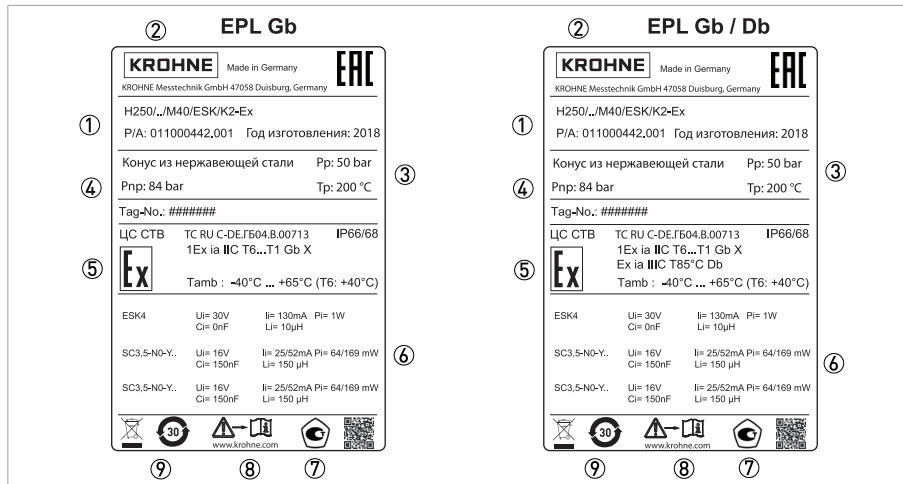 ② EPL Gb
KROHNE Made in Germany EAC
KROHNE Messtechnik GmbH 47058 Duisburg, Germany
H250/../M40/ESK/K2-Ex
①
P/A: 011000442.001 Год изготовления: 2018
Конус из нержавеющей стали Pp: 50 bar
③
④ Pnp: 84 bar Tp: 200 °C
Tag-No.: #######
ЦС СТВ TC RU C-DE.ГБ04.B.00713 IP66/68
1Ex ia IIC T6...T1 Gb X
⑤ Ex
Tamb : -40°C ... +65°C (T6: +40°C)
ESK4 Ui= 30V Ii= 130mA Pi= 1W
Ci= 0nF Li= 10µH
SC3,5-N0-Y.. Ui= 16V Ii= 25/52mA Pi= 64/169 mW
⑥
Ci= 150nF Li= 150 µH
SC3,5-N0-Y.. Ui= 16V Ii= 25/52mA Pi= 64/169 mW
Ci= 150nF Li= 150 µH
30
www.krohne.com
⑨ ⑧ ⑦
② EPL Gb / Db
KROHNE Made in Germany EAC
KROHNE Messtechnik GmbH 47058 Duisburg, Germany
H250/../M40/ESK/K2-Ex
①
P/A: 011000442.001 Год изготовления: 2018
Конус из нержавеющей стали Pp: 50 bar
③
④ Pnp: 84 bar Tp: 200 °C
Tag-No.: #######
ЦС СТВ TC RU C-DE.ГБ04.B.00713 IP66/68
1Ex ia IIC T6...T1 Gb X
⑤ Ex
Ex ia IIIC T85°C Db
Tamb : -40°C ... +65°C (T6: +40°C)
ESK4 Ui= 30V Ii= 130mA Pi= 1W
Ci= 0nF Li= 10µH
SC3,5-N0-Y.. Ui= 16V Ii= 25/52mA Pi= 64/169 mW
Ci= 150nF Li= 150 µH
⑥
SC3,5-N0-Y.. Ui= 16V Ii= 25/52mA Pi= 64/169 mW
Ci= 150nF Li= 150 µH
30
www.krohne.com
⑨ ⑧ ⑦